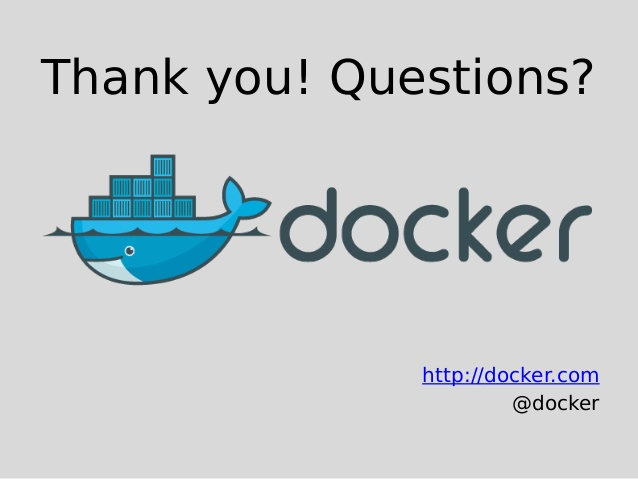 Thank you! Questions?
docker
http://docker.com
@docker